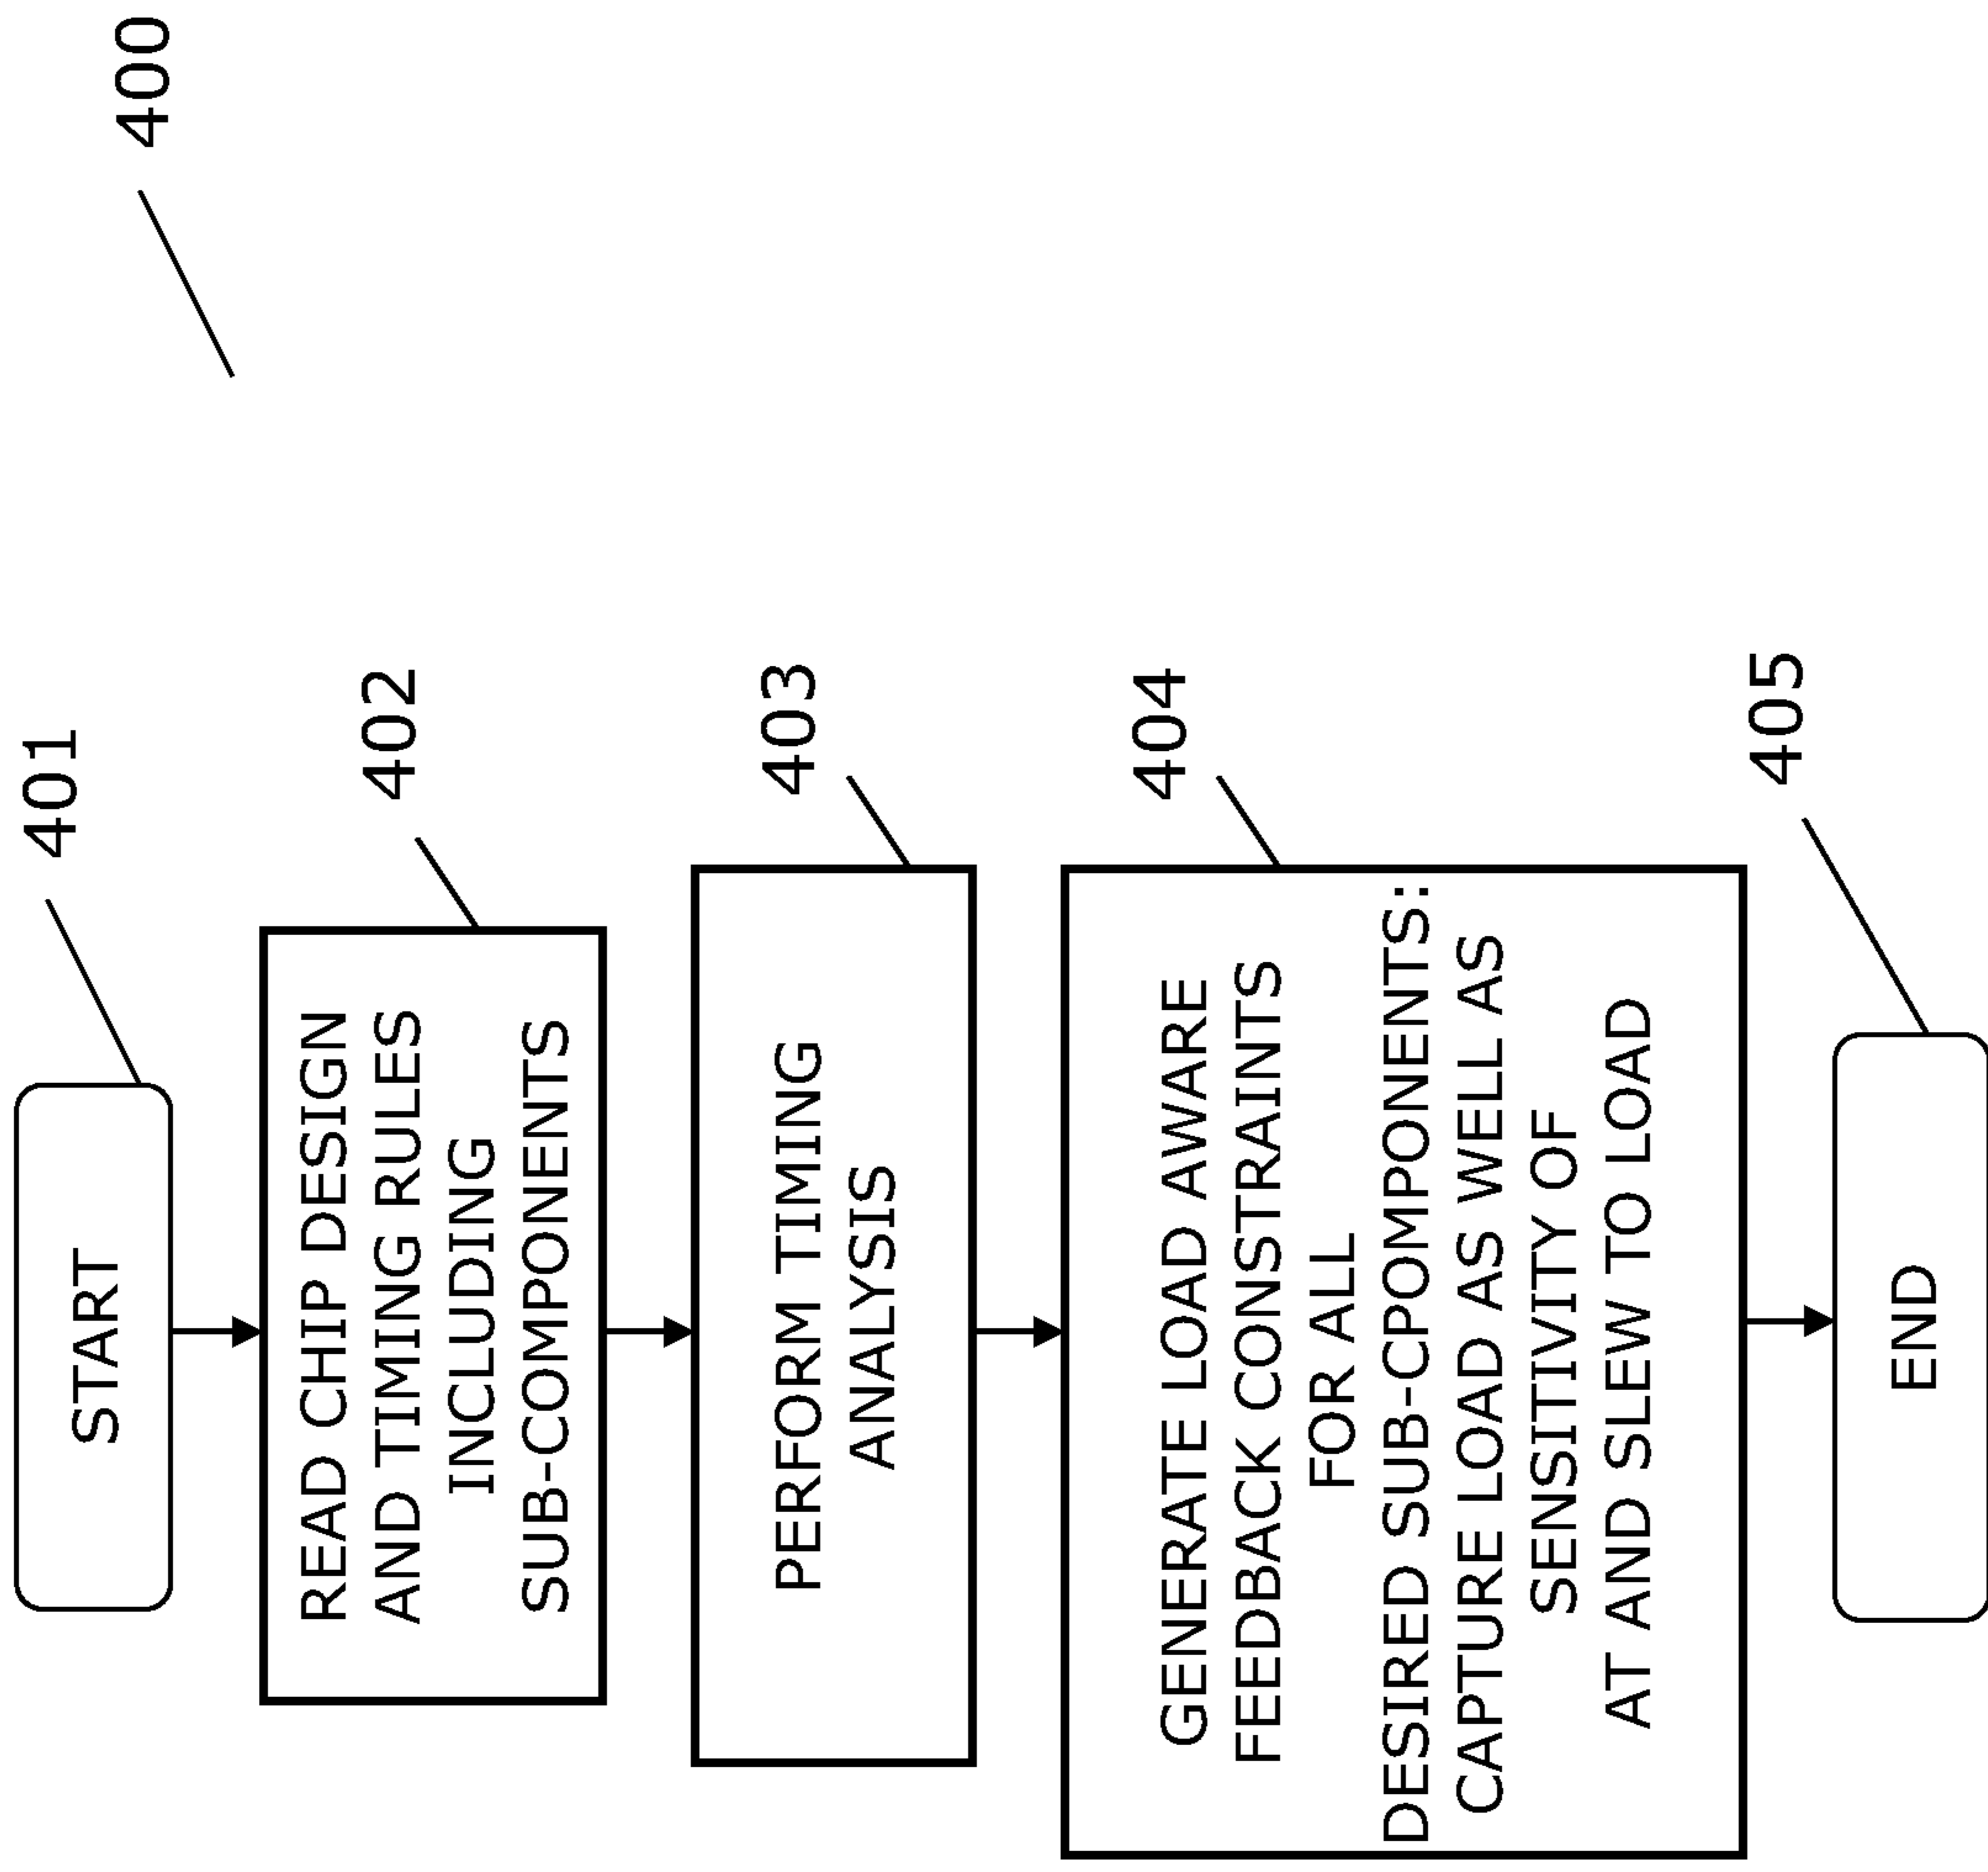 400
401
START
402
READ CHIP DESIGN
AND TIMING RULES
INCLUDING
SUB-COMPONENTS
403
PERFORM TIMING
ANALYSIS
404
GENERATE LOAD AWARE
FEEDBACK CONSTRAINTS
FOR ALL
DESIRED SUB-CPOMPONENTS:
CAPTURE LOAD AS WELL AS
SENSITIVITY OF
AT AND SLEW TO LOAD
405
END